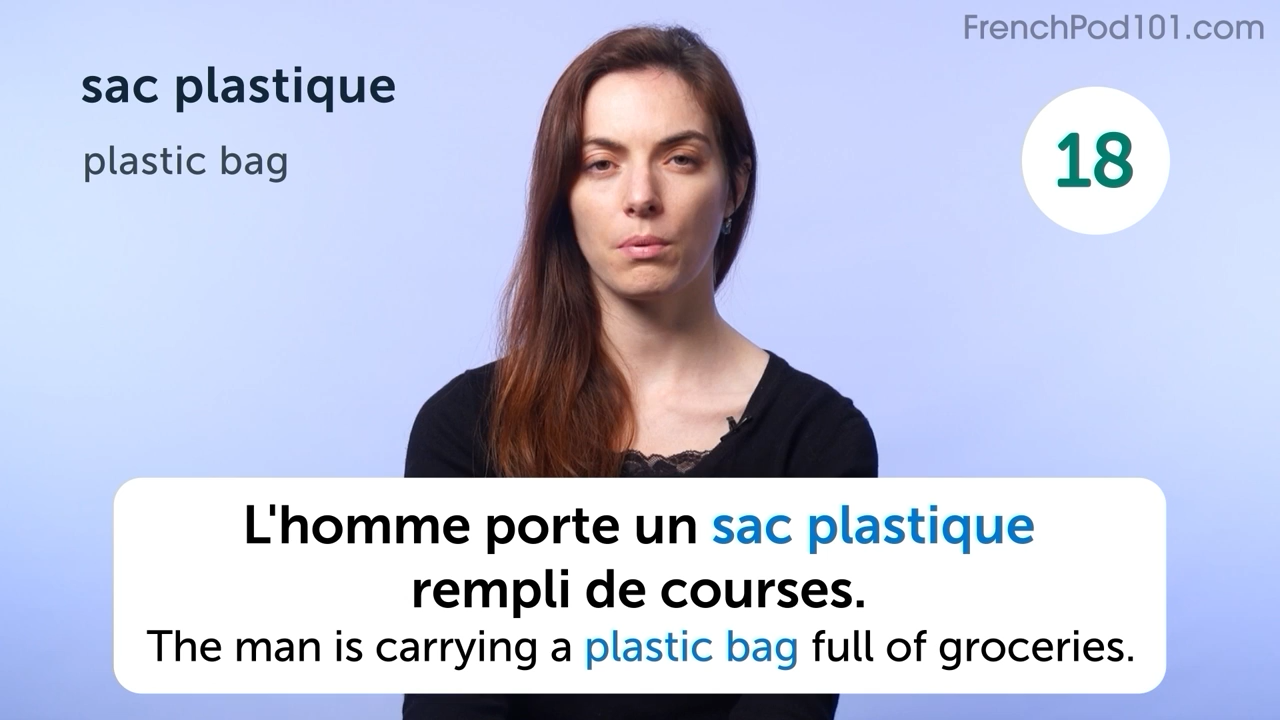 FrenchPod101.com
sac plastique
plastic bag
18
L'homme porte un sac plastique
rempli de courses.
The man is carrying a plastic bag full of groceries.